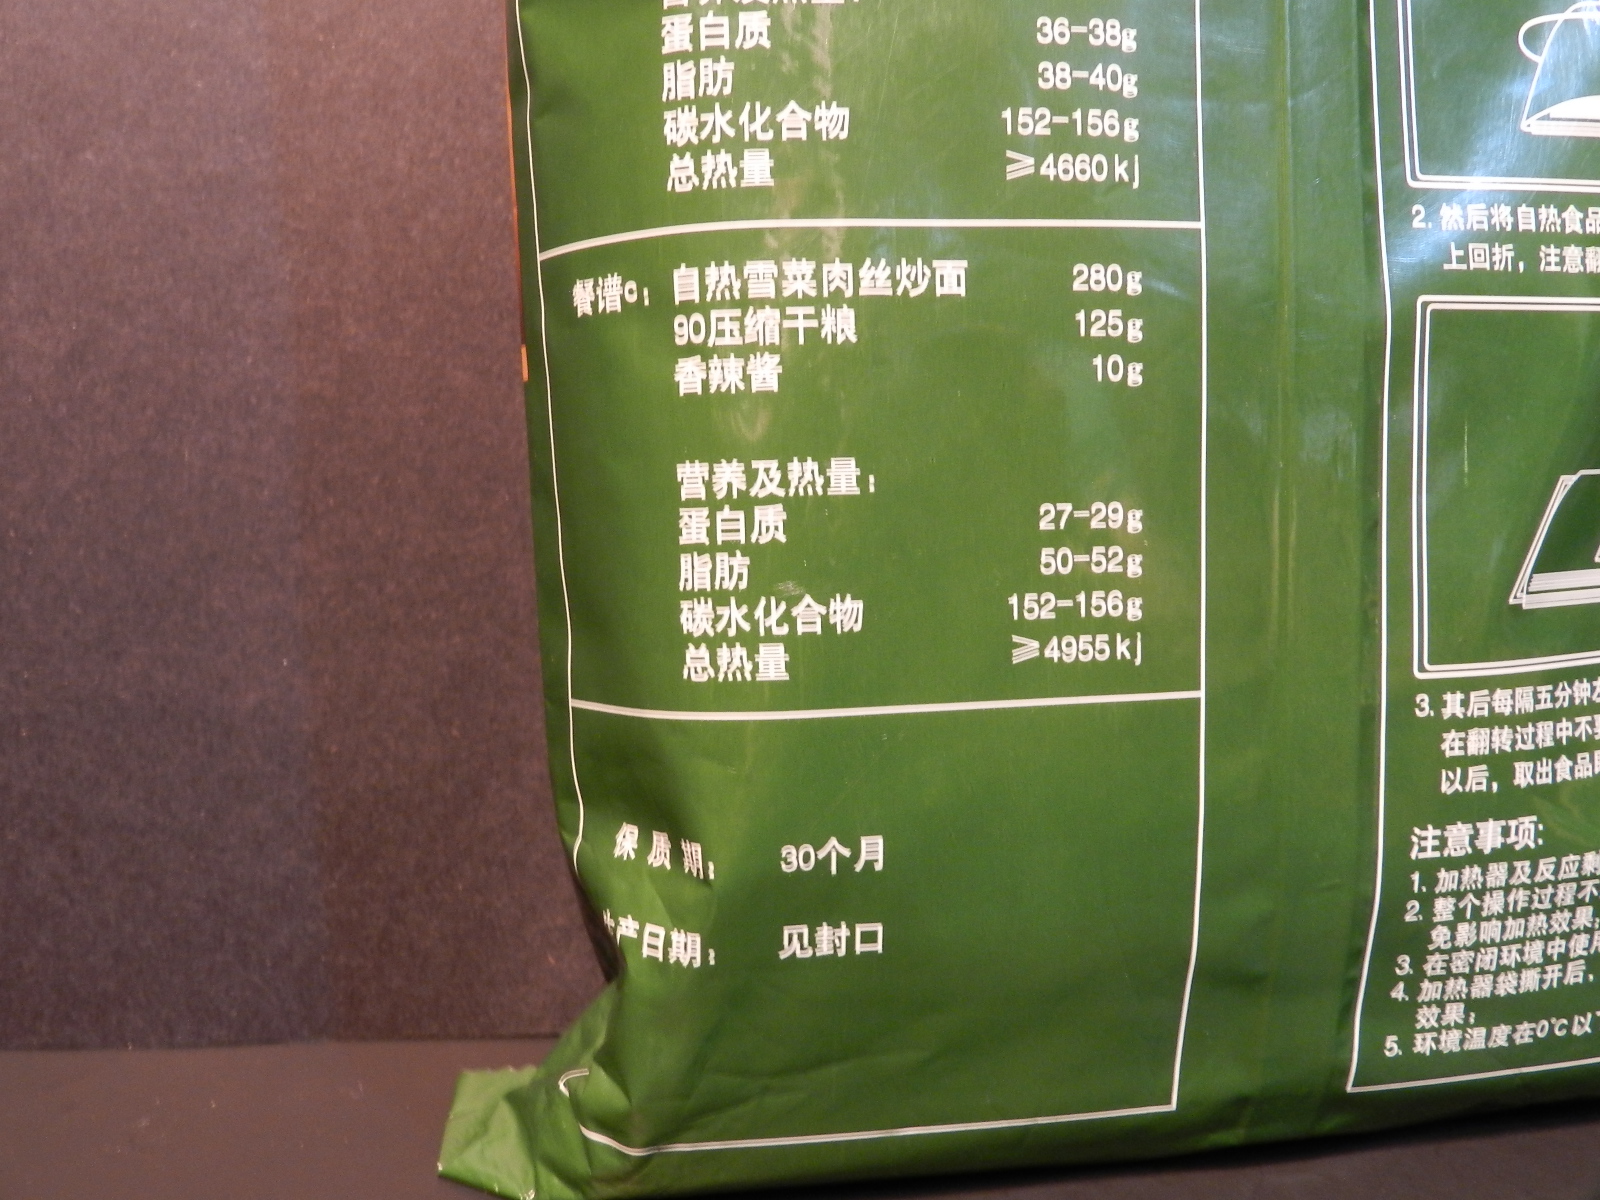 蛋白质 36-38g
脂肪 38-40g
碳水化合物 152-156g
总热量 ≥4660kj
餐谱c: 自热雪菜肉丝炒面 280g
90压缩干粮 125g
香辣酱 10g
营养及热量:
蛋白质 27-29g
脂肪 50-52g
碳水化合物 152-156g
总热量 ≥4955kj
保质期: 30个月
生产日期: 见封口
2. 然后将自热食品
上回折，注意翻
3. 其后每隔五分钟左
在翻转过程中不要
以后，取出食品即
注意事项:
1. 加热器及反应剩
2. 整个操作过程不
免影响加热效果;
3. 在密闭环境中使用
4. 加热器袋撕开后，
效果;
5. 环境温度在0℃以下